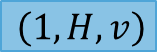 (1, H, v)